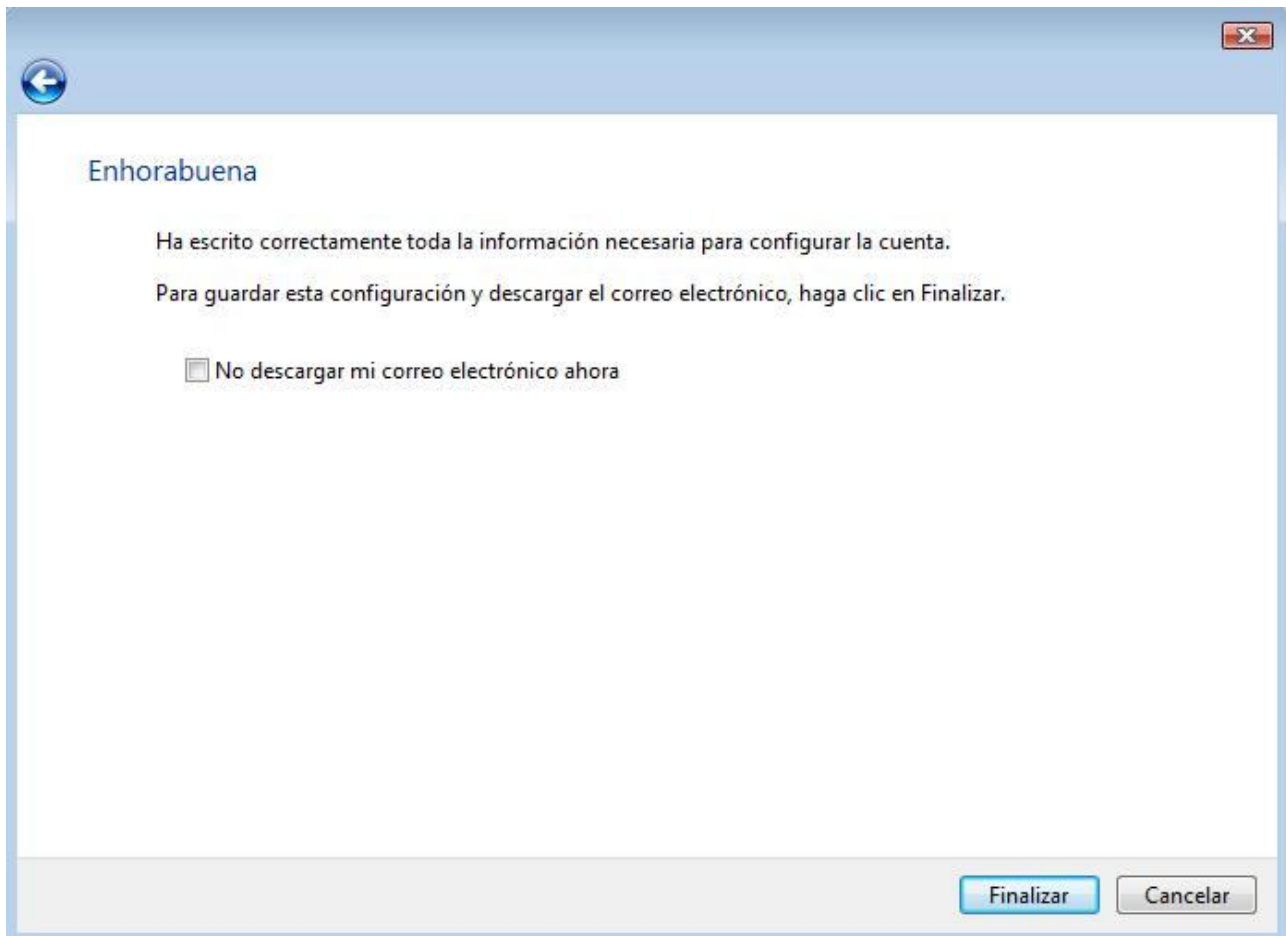 Enhorabuena
Ha escrito correctamente toda la información necesaria para configurar la cuenta.
Para guardar esta configuración y descargar el correo electrónico, haga clic en Finalizar.
No descargar mi correo electrónico ahora
Finalizar
Cancelar